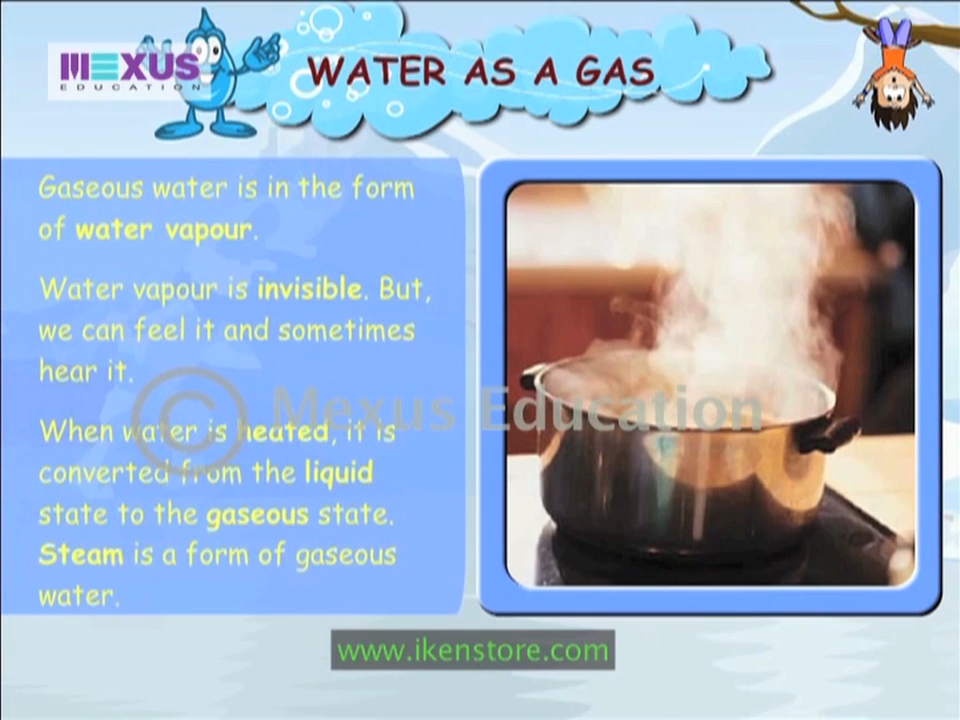 MEXUS
EDUCATION
WATER AS A GAS
Gaseous water is in the form
of water vapour.
Water vapour is invisible. But,
we can feel it and sometimes
hear it.
When water is heated, it is
converted from the liquid
state to the gaseous state.
Steam is a form of gaseous
water.
© Mexus Education
www.ikenstore.com